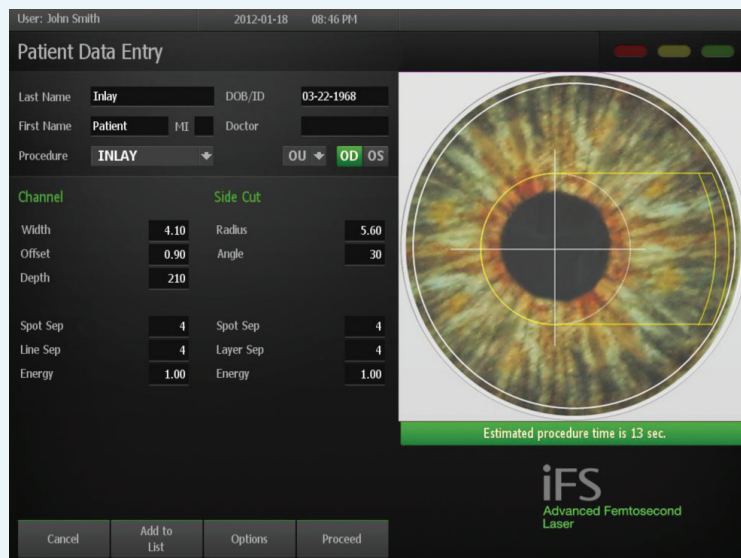 User: John Smith 2012-01-18 08:46 PM
Patient Data Entry
Last Name Inlay DOB/ID 03-22-1968
First Name Patient MI Doctor
Procedure INLAY OU OD OS
Channel Side Cut
Width 4.10 Radius 5.60
Offset 0.90 Angle 30
Depth 210
Spot Sep 4 Spot Sep 4
Line Sep 4 Layer Sep 4
Energy 1.00 Energy 1.00
Estimated procedure time is 13 sec.
iFS
Advanced Femtosecond
Laser
Cancel Add to List Options Proceed